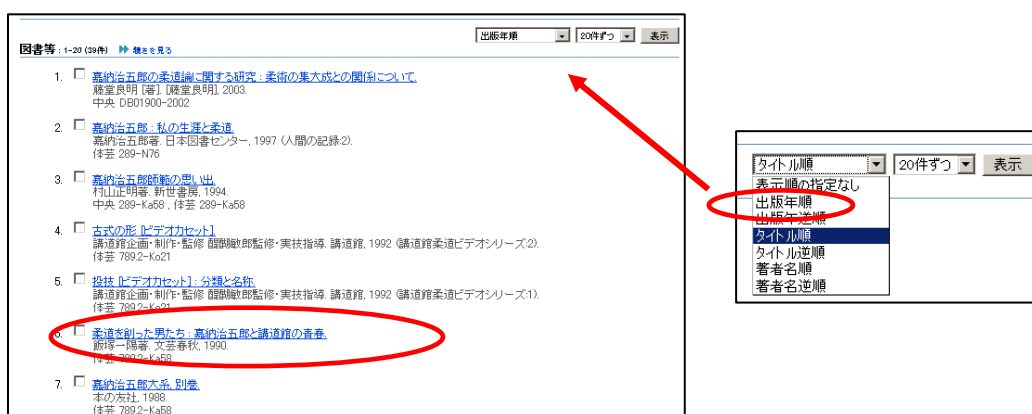 出版年順 20件ずつ 表示
図書等 : 1-20 (39件) 続きを見る
1. 嘉納治五郎の柔道論に関する研究 : 柔術の集大成との関係について.
藤堂良明 [著]. [藤堂良明], 2003.
中央 DB01900-2002
2. 嘉納治五郎 : 私の生涯と柔道.
嘉納治五郎著. 日本図書センター, 1997 (人間の記録:2).
体芸 289-N76
3. 嘉納治五郎師範の思い出.
村山正明著. 新世書房, 1994.
中央 289-Ka58 , 体芸 289-Ka58
4. 古式の形 [ビデオカセット].
講道館企画・制作・監修 醍醐敏郎監修・実技指導. 講道館, 1992 (講道館柔道ビデオシリーズ:2).
体芸 789.2-Ko21
5. 投技 [ビデオカセット] : 分類と名称.
講道館企画・制作・監修 醍醐敏郎監修・実技指導. 講道館, 1992 (講道館柔道ビデオシリーズ:1).
体芸 789.2-Ko21
6. 柔道を創った男たち : 嘉納治五郎と講道館の青春.
飯塚一陽著. 文芸春秋, 1990.
体芸 789.2-Ka58
7. 嘉納治五郎大系. 別巻.
本の友社, 1988.
体芸 789.2-Ka58
タイトル順 20件ずつ 表示
表示順の指定なし
出版年順
出版年逆順
タイトル順
タイトル逆順
著者名順
著者名逆順